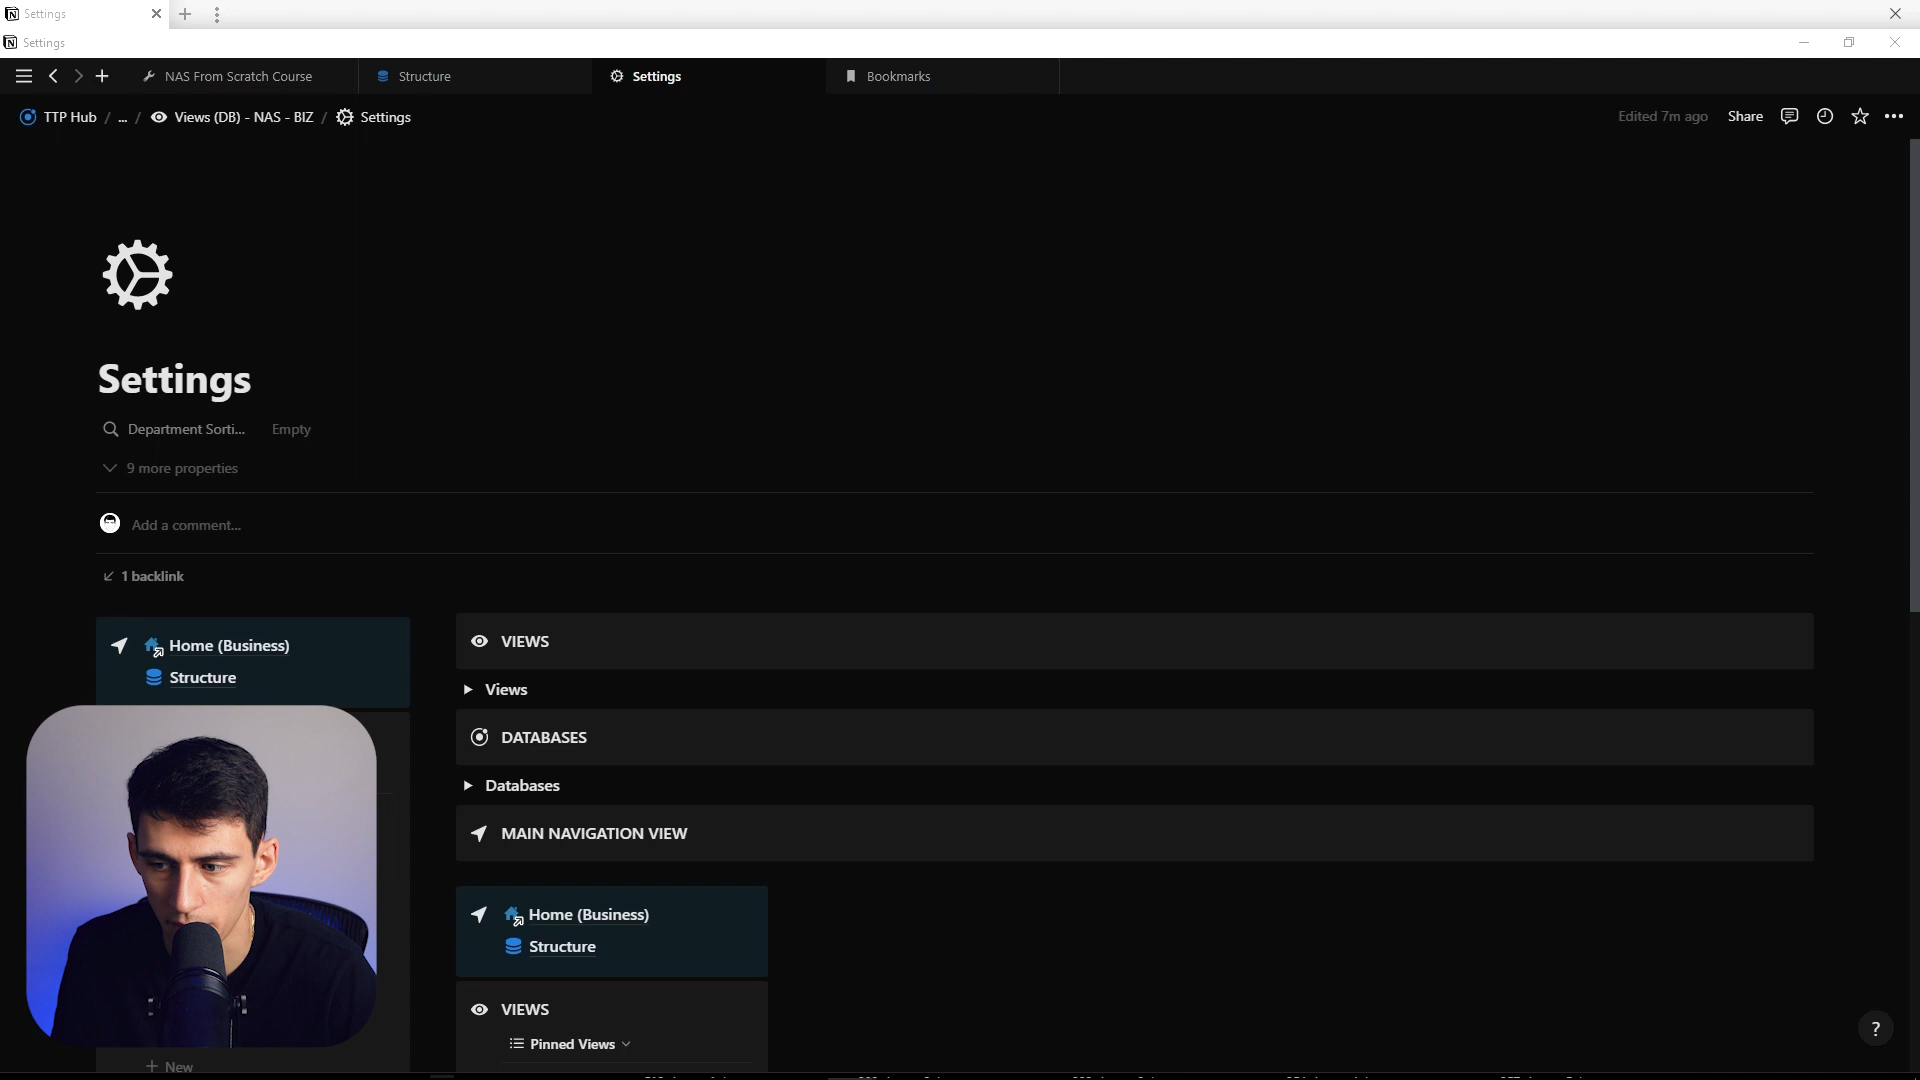 Settings
Settings
NAS From Scratch Course
Structure
Settings
Bookmarks
TTP Hub / ... / Views (DB) - NAS - BIZ / Settings
Edited 7m ago
Share
Settings
Department Sorti...
Empty
9 more properties
Add a comment...
1 backlink
Home (Business)
Structure
New
VIEWS
Views
DATABASES
Databases
MAIN NAVIGATION VIEW
Home (Business)
Structure
VIEWS
Pinned Views
?